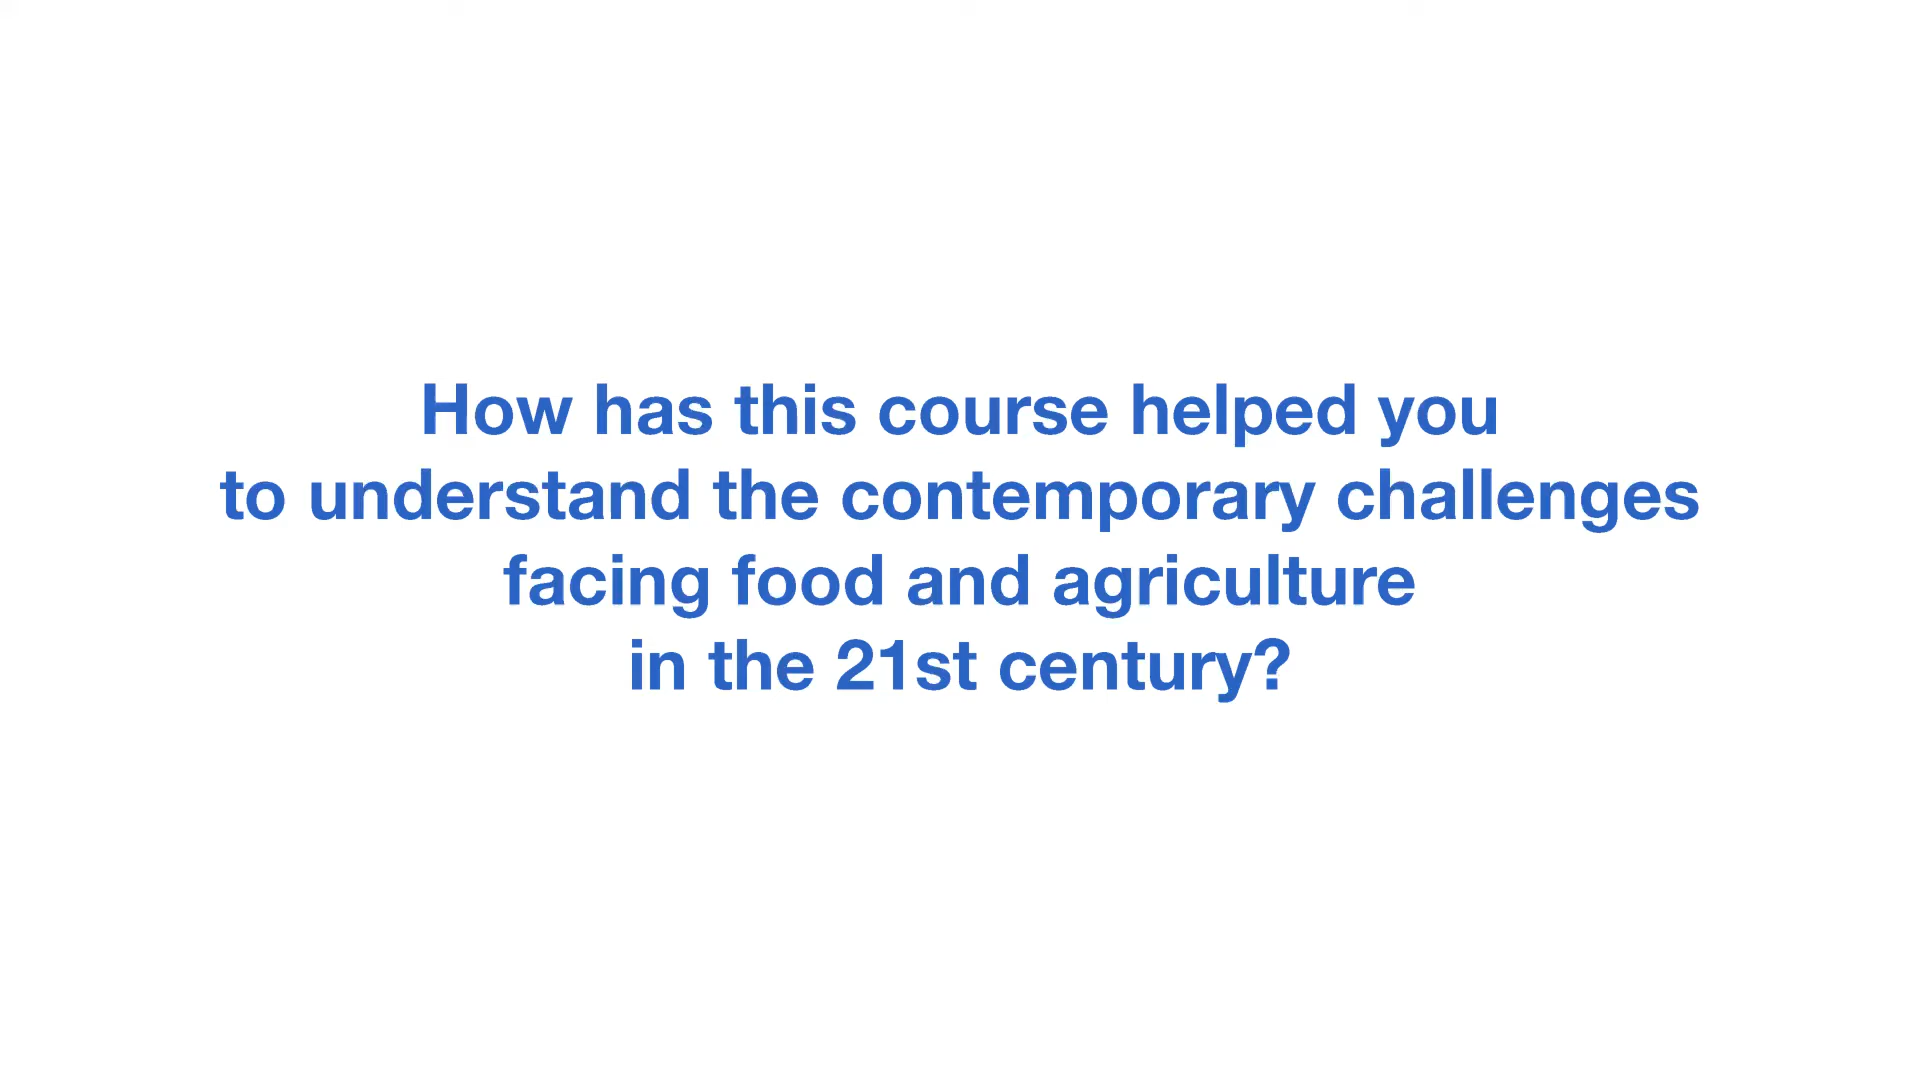 How has this course helped you
to understand the contemporary challenges
facing food and agriculture
in the 21st century?